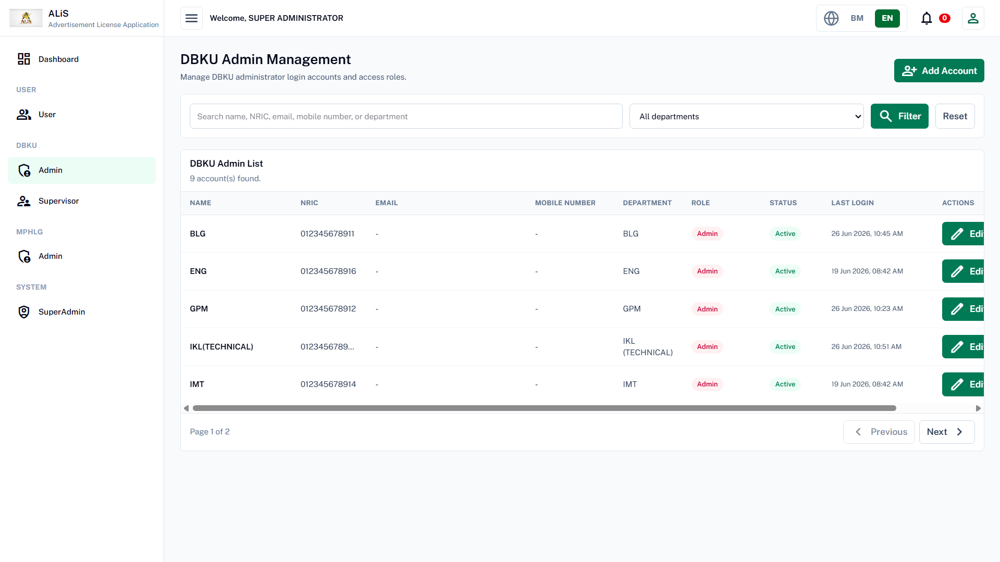 ALiS
Advertisement License Application
Welcome, SUPER ADMINISTRATOR
BM
EN
0
Dashboard
USER
User
DBKU
Admin
Supervisor
MPHLG
Admin
SYSTEM
SuperAdmin
DBKU Admin Management
Manage DBKU administrator login accounts and access roles.
Add Account
Search name, NRIC, email, mobile number, or department
All departments
Filter
Reset
DBKU Admin List
9 account(s) found.
NAME NRIC EMAIL MOBILE NUMBER DEPARTMENT ROLE STATUS LAST LOGIN ACTIONS
BLG 012345678911 - - BLG Admin Active 26 Jun 2026, 10:45 AM Edi
ENG 012345678916 - - ENG Admin Active 19 Jun 2026, 08:42 AM Edi
GPM 012345678912 - - GPM Admin Active 26 Jun 2026, 10:23 AM Edi
IKL(TECHNICAL) 0123456789... - - IKL (TECHNICAL) Admin Active 26 Jun 2026, 10:51 AM Edi
IMT 012345678914 - - IMT Admin Active 19 Jun 2026, 08:42 AM Edi
Page 1 of 2
Previous
Next